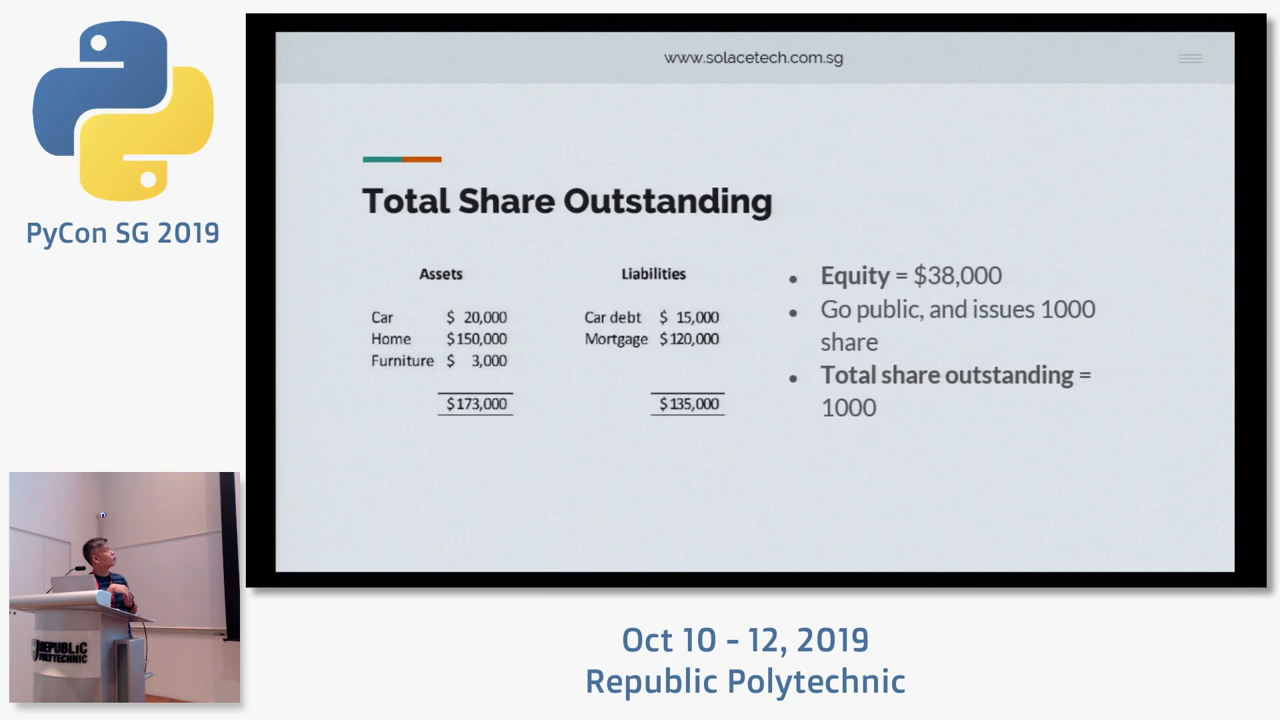 PyCon SG 2019
www.solacetech.com.sg
Total Share Outstanding
Assets
Car $ 20,000
Home $150,000
Furniture $ 3,000
$173,000
Liabilities
Car debt $ 15,000
Mortgage $120,000
$135,000
• Equity = $38,000
• Go public, and issues 1000
share
• Total share outstanding =
1000
REPUBLIC
POLYTECHNIC
Oct 10 - 12, 2019
Republic Polytechnic